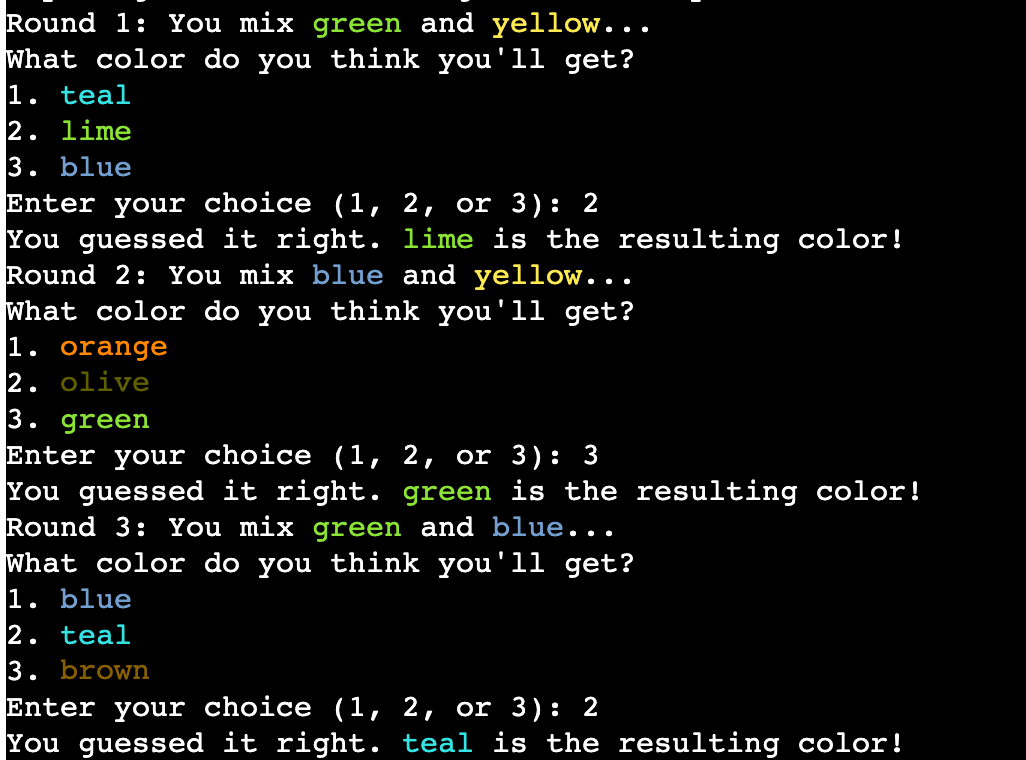 Round 1: You mix green and yellow...
What color do you think you'll get?
1. teal
2. lime
3. blue
Enter your choice (1, 2, or 3): 2
You guessed it right. lime is the resulting color!
Round 2: You mix blue and yellow...
What color do you think you'll get?
1. orange
2. olive
3. green
Enter your choice (1, 2, or 3): 3
You guessed it right. green is the resulting color!
Round 3: You mix green and blue...
What color do you think you'll get?
1. blue
2. teal
3. brown
Enter your choice (1, 2, or 3): 2
You guessed it right. teal is the resulting color!